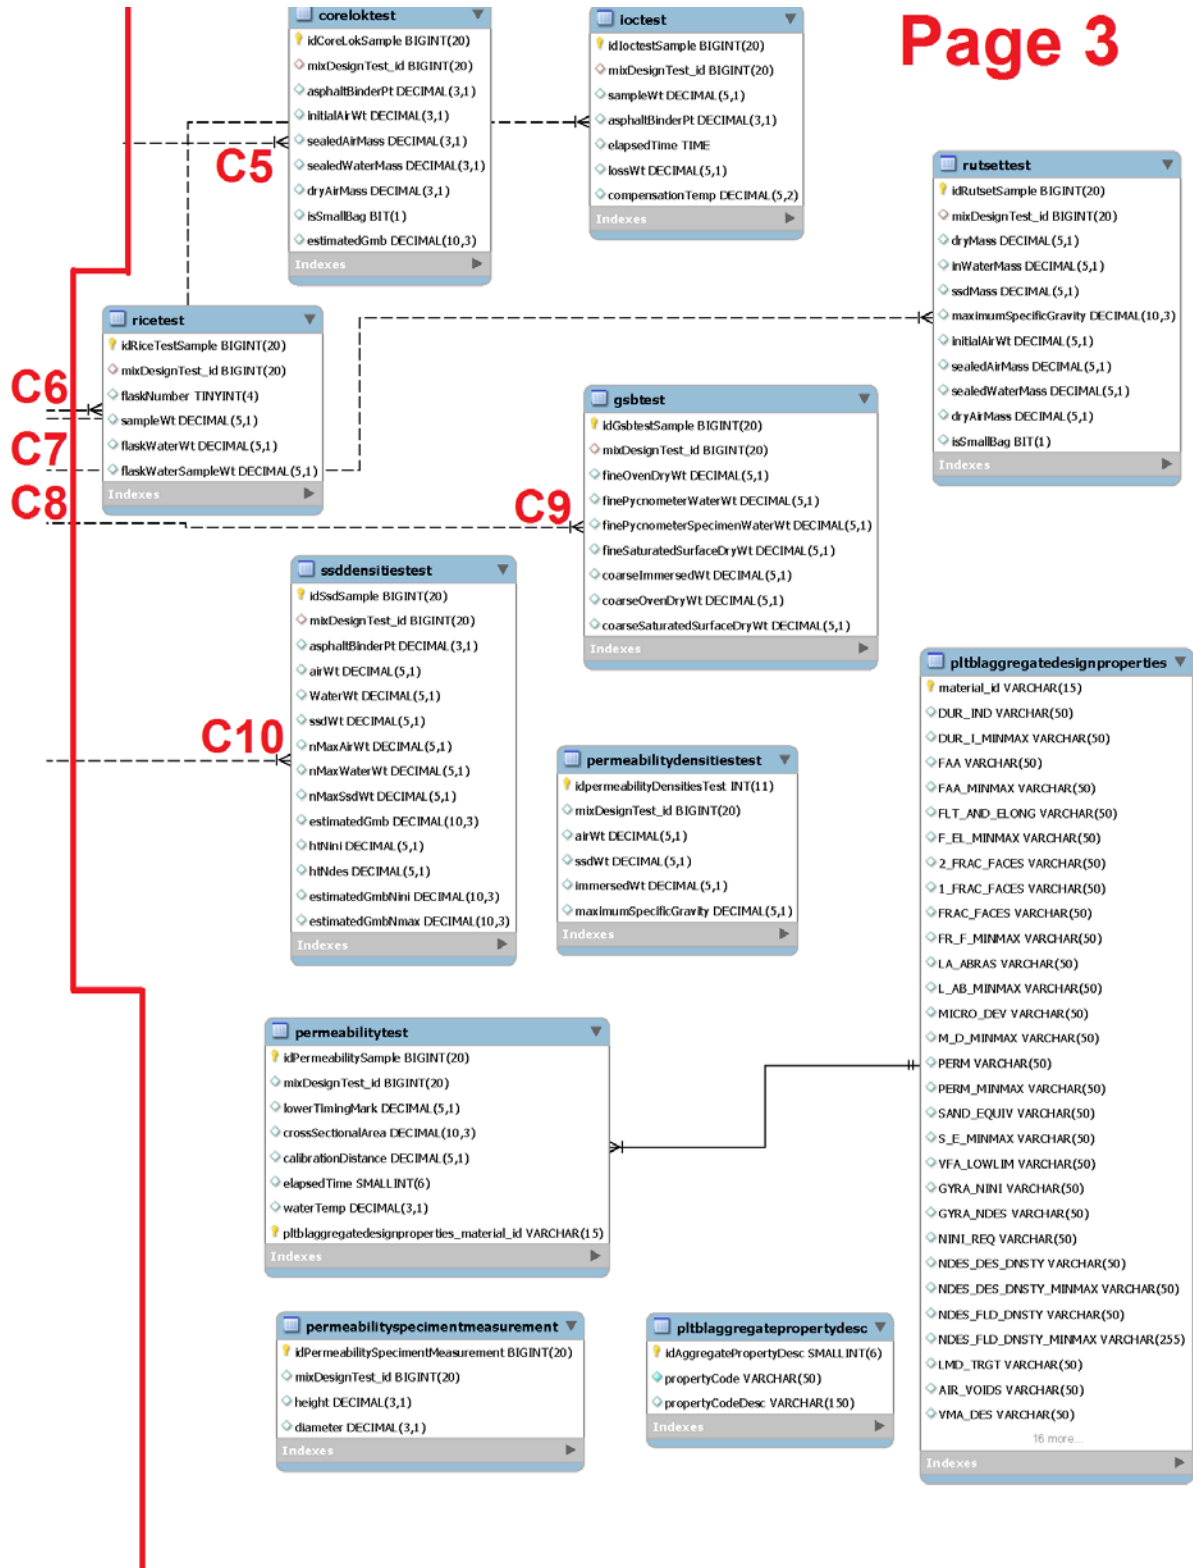 Page 3
coreloktest
idCoreLokSample BIGINT(20)
mixDesignTest_id BIGINT(20)
asphaltBinderPt DECIMAL(3,1)
initialAirWt DECIMAL(3,1)
sealedAirMass DECIMAL(3,1)
sealedWaterMass DECIMAL(3,1)
dryAirMass DECIMAL(3,1)
isSmallBag BIT(1)
estimatedGmb DECIMAL(10,3)
Indexes
ioctest
idIoctestSample BIGINT(20)
mixDesignTest_id BIGINT(20)
sampleWt DECIMAL(5,1)
asphaltBinderPt DECIMAL(3,1)
elapsedTime TIME
lossWt DECIMAL(5,1)
compensationTemp DECIMAL(5,2)
Indexes
C5
rutsettest
idRutsetSample BIGINT(20)
mixDesignTest_id BIGINT(20)
dryMass DECIMAL(5,1)
inWaterMass DECIMAL(5,1)
ssdMass DECIMAL(5,1)
maximumSpecificGravity DECIMAL(10,3)
initialAirWt DECIMAL(5,1)
sealedAirMass DECIMAL(5,1)
sealedWaterMass DECIMAL(5,1)
dryAirMass DECIMAL(5,1)
isSmallBag BIT(1)
Indexes
ricetest
idRiceTestSample BIGINT(20)
mixDesignTest_id BIGINT(20)
flaskNumber TINYINT(4)
sampleWt DECIMAL(5,1)
flaskWaterWt DECIMAL(5,1)
flaskWaterSampleWt DECIMAL(5,1)
Indexes
C6
C7
C8
C9
gsbtest
idGsbtestSample BIGINT(20)
mixDesignTest_id BIGINT(20)
fineOvenDryWt DECIMAL(5,1)
finePycnometerWaterWt DECIMAL(5,1)
finePycnometerSpecimenWaterWt DECIMAL(5,1)
fineSaturatedSurfaceDryWt DECIMAL(5,1)
coarseImmersedWt DECIMAL(5,1)
coarseOvenDryWt DECIMAL(5,1)
coarseSaturatedSurfaceDryWt DECIMAL(5,1)
Indexes
ssddensitiestest
idSsdSample BIGINT(20)
mixDesignTest_id BIGINT(20)
asphaltBinderPt DECIMAL(3,1)
airWt DECIMAL(5,1)
WaterWt DECIMAL(5,1)
ssdWt DECIMAL(5,1)
nMaxAirWt DECIMAL(5,1)
nMaxWaterWt DECIMAL(5,1)
nMaxSsdWt DECIMAL(5,1)
estimatedGmb DECIMAL(10,3)
htNini DECIMAL(5,1)
htNdes DECIMAL(5,1)
estimatedGmbNini DECIMAL(10,3)
estimatedGmbNmax DECIMAL(10,3)
Indexes
C10
permeabilitydensitiestest
idpermeabilityDensitiesTest INT(11)
mixDesignTest_id BIGINT(20)
airWt DECIMAL(5,1)
ssdWt DECIMAL(5,1)
immersedWt DECIMAL(5,1)
maximumSpecificGravity DECIMAL(5,1)
Indexes
pltblaggregatedesignproperties
material_id VARCHAR(15)
DUR_IND VARCHAR(50)
DUR_I_MINMAX VARCHAR(50)
FAA VARCHAR(50)
FAA_MINMAX VARCHAR(50)
FLT_AND_ELONG VARCHAR(50)
F_EL_MINMAX VARCHAR(50)
2_FRAC_FACES VARCHAR(50)
1_FRAC_FACES VARCHAR(50)
FRAC_FACES VARCHAR(50)
FR_F_MINMAX VARCHAR(50)
LA_ABRAS VARCHAR(50)
L_AB_MINMAX VARCHAR(50)
MICRO_DEV VARCHAR(50)
M_D_MINMAX VARCHAR(50)
PERM VARCHAR(50)
PERM_MINMAX VARCHAR(50)
SAND_EQUIV VARCHAR(50)
S_E_MINMAX VARCHAR(50)
VFA_LOWLIM VARCHAR(50)
GYRA_NINI VARCHAR(50)
GYRA_NDES VARCHAR(50)
NINI_REQ VARCHAR(50)
NDES_DES_DNSTY VARCHAR(50)
NDES_DES_DNSTY_MINMAX VARCHAR(50)
NDES_FLD_DNSTY VARCHAR(50)
NDES_FLD_DNSTY_MINMAX VARCHAR(255)
LMD_TRGT VARCHAR(50)
AIR_VOIDS VARCHAR(50)
VMA_DES VARCHAR(50)
16 more...
Indexes
permeabilitytest
idPermeabilitySample BIGINT(20)
mixDesignTest_id BIGINT(20)
lowerTimingMark DECIMAL(5,1)
crossSectionalArea DECIMAL(10,3)
calibrationDistance DECIMAL(5,1)
elapsedTime SMALLINT(6)
waterTemp DECIMAL(3,1)
pltblaggregatedesignproperties_material_id VARCHAR(15)
Indexes
permeabilityspecimentmeasurement
idPermeabilitySpecimentMeasurement BIGINT(20)
mixDesignTest_id BIGINT(20)
height DECIMAL(3,1)
diameter DECIMAL(3,1)
Indexes
pltblaggregatepropertydesc
idAggregatePropertyDesc SMALLINT(6)
propertyCode VARCHAR(50)
propertyCodeDesc VARCHAR(150)
Indexes